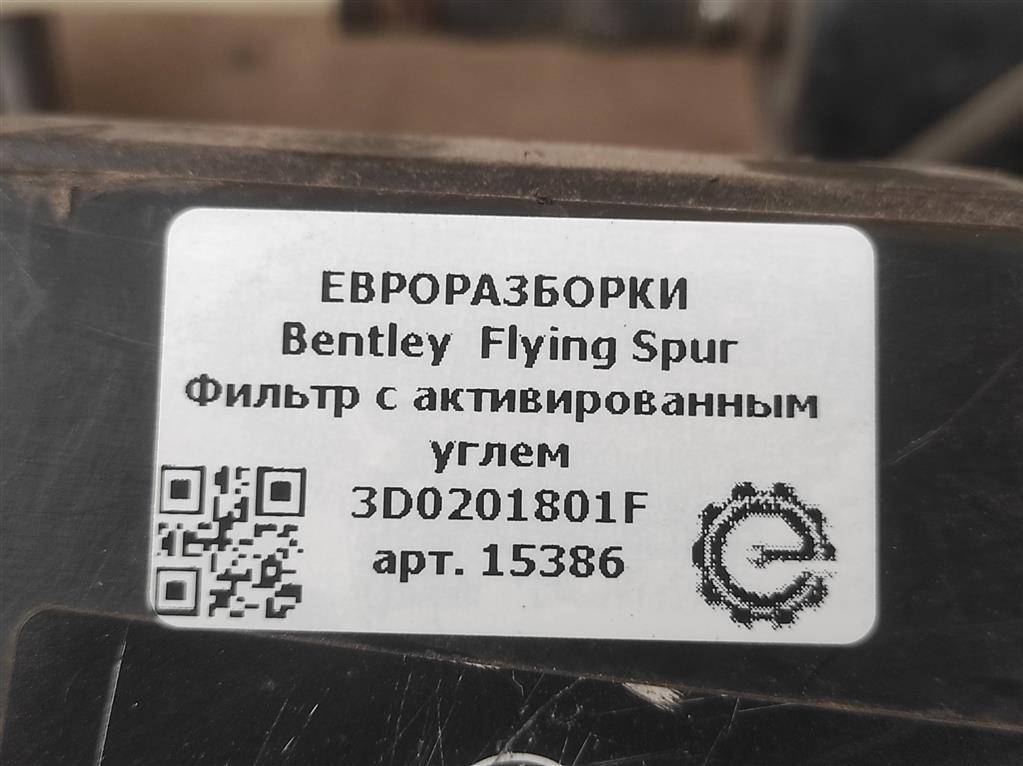 ЕВРОРАЗБОРКИ
Bentley Flying Spur
Фильтр с активированным
углем
3D0201801F
арт. 15386